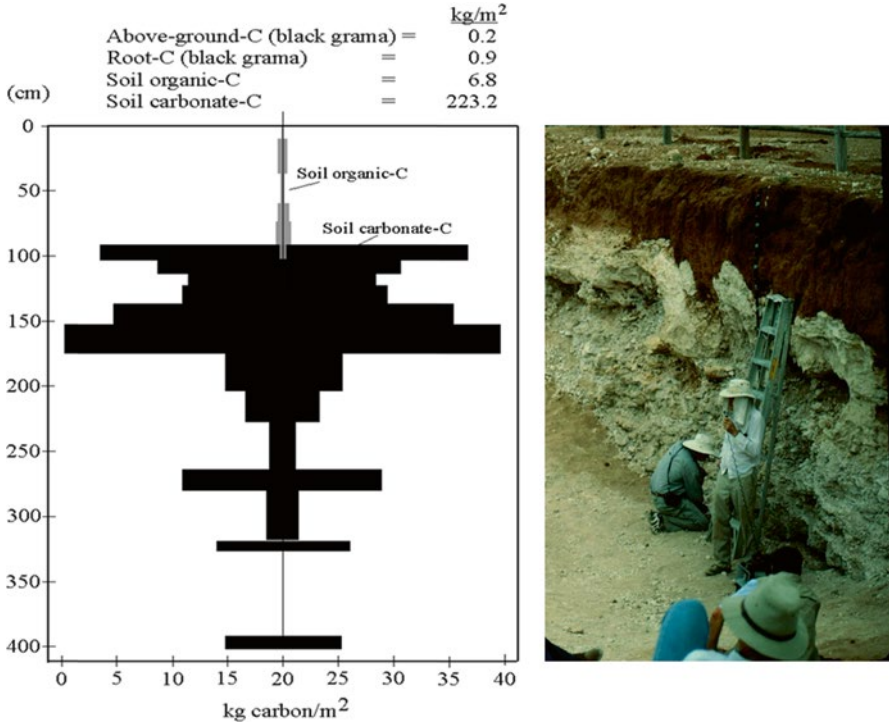 kg/m²
Above-ground-C (black grama) = 0.2
Root-C (black grama) = 0.9
Soil organic-C = 6.8
Soil carbonate-C = 223.2
(cm)
0
50
100
150
200
250
300
350
400
Soil organic-C
Soil carbonate-C
0 5 10 15 20 25 30 35 40
kg carbon/m²